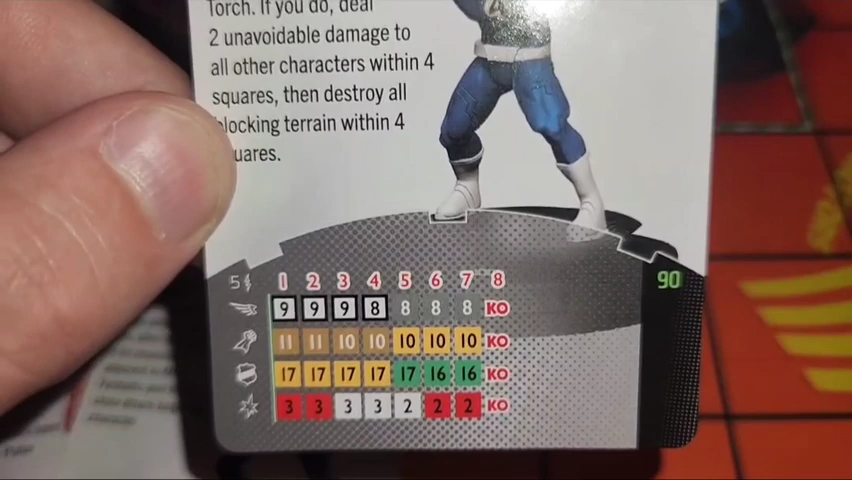 Torch. If you do, deal
2 unavoidable damage to
all other characters within 4
squares, then destroy all
blocking terrain within 4
uares.
4
5 1 2 3 4 5 6 7 8
90
9 9 9 8 8 8 8 KO
11 11 10 10 10 10 10 KO
17 17 17 17 17 16 16 KO
3 3 3 3 2 2 2 KO
character